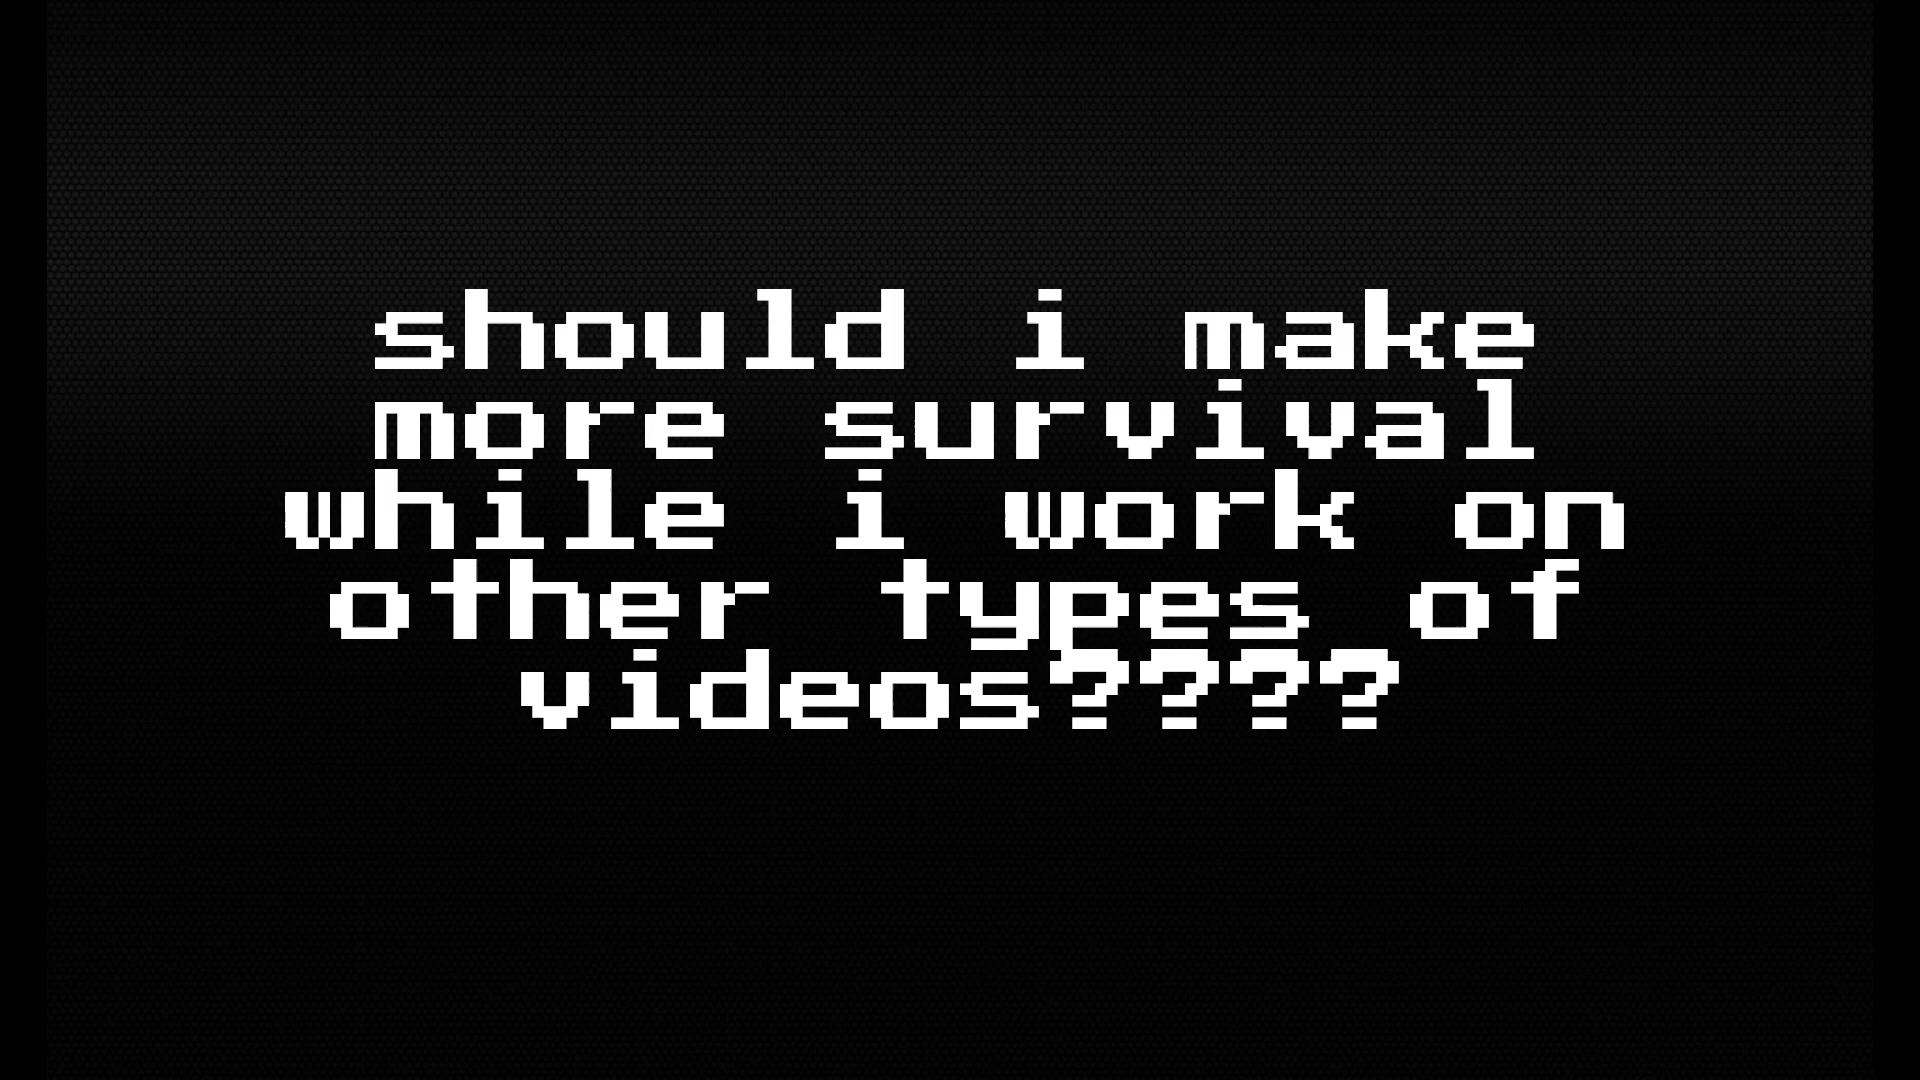 should i make
more survival
while i work on
other types of
videos????